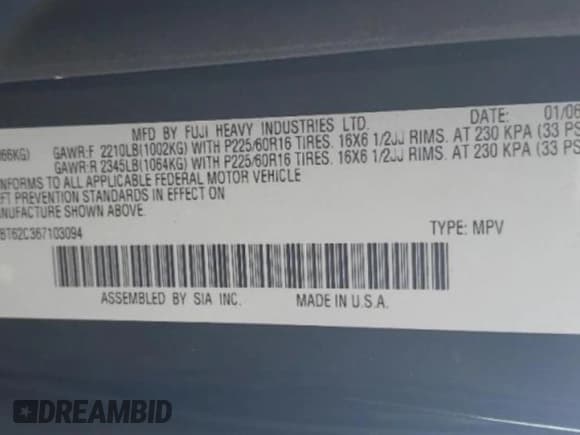 MFD BY FUJI HEAVY INDUSTRIES LTD. DATE: 01/06
066KG) GAWR:F 2210LB(1002KG) WITH P225/60R16 TIRES. 16X6 1/2JJ RIMS. AT 230 KPA (33 PS
GAWR:R 2345LB(1064KG) WITH P225/60R16 TIRES. 16X6 1/2JJ RIMS. AT 230 KPA (33 PS
NFORMS TO ALL APPLICABLE FEDERAL MOTOR VEHICLE
EFT PREVENTION STANDARDS IN EFFECT ON
ANUFACTURE SHOWN ABOVE.
BT62C367103094 TYPE: MPV
ASSEMBLED BY SIA INC. MADE IN U.S.A.
DREAMBID